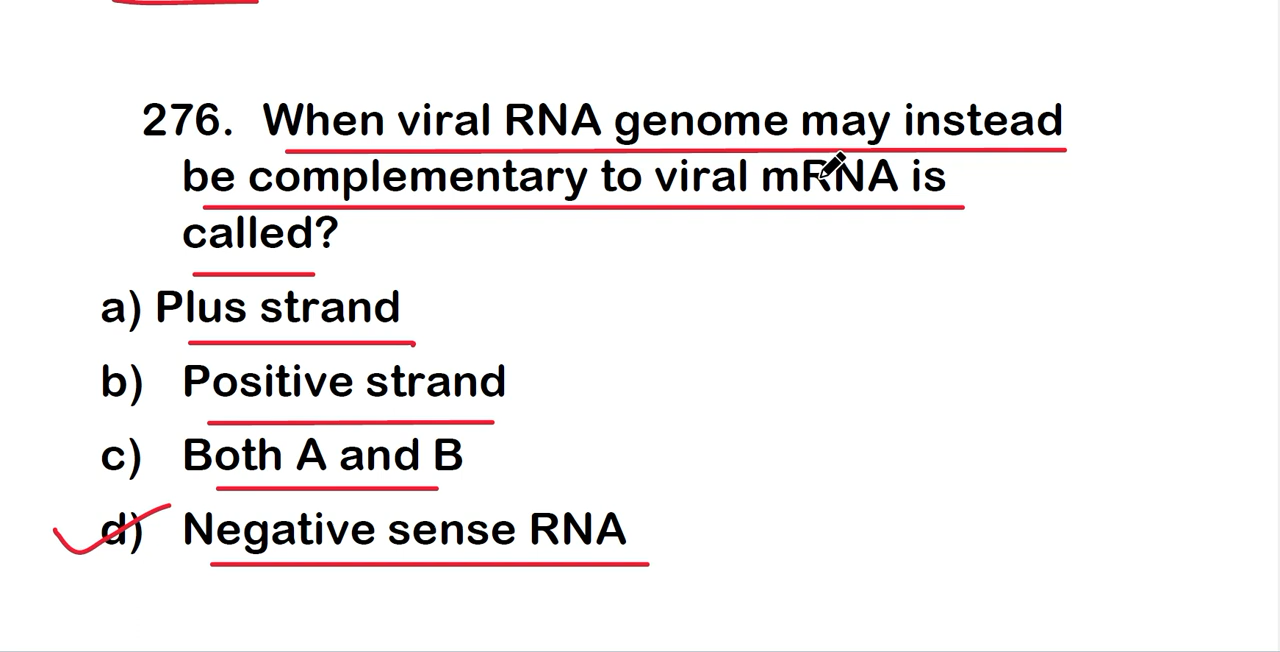 276. When viral RNA genome may instead
be complementary to viral mRNA is
called?
a) Plus strand
b) Positive strand
c) Both A and B
d) Negative sense RNA